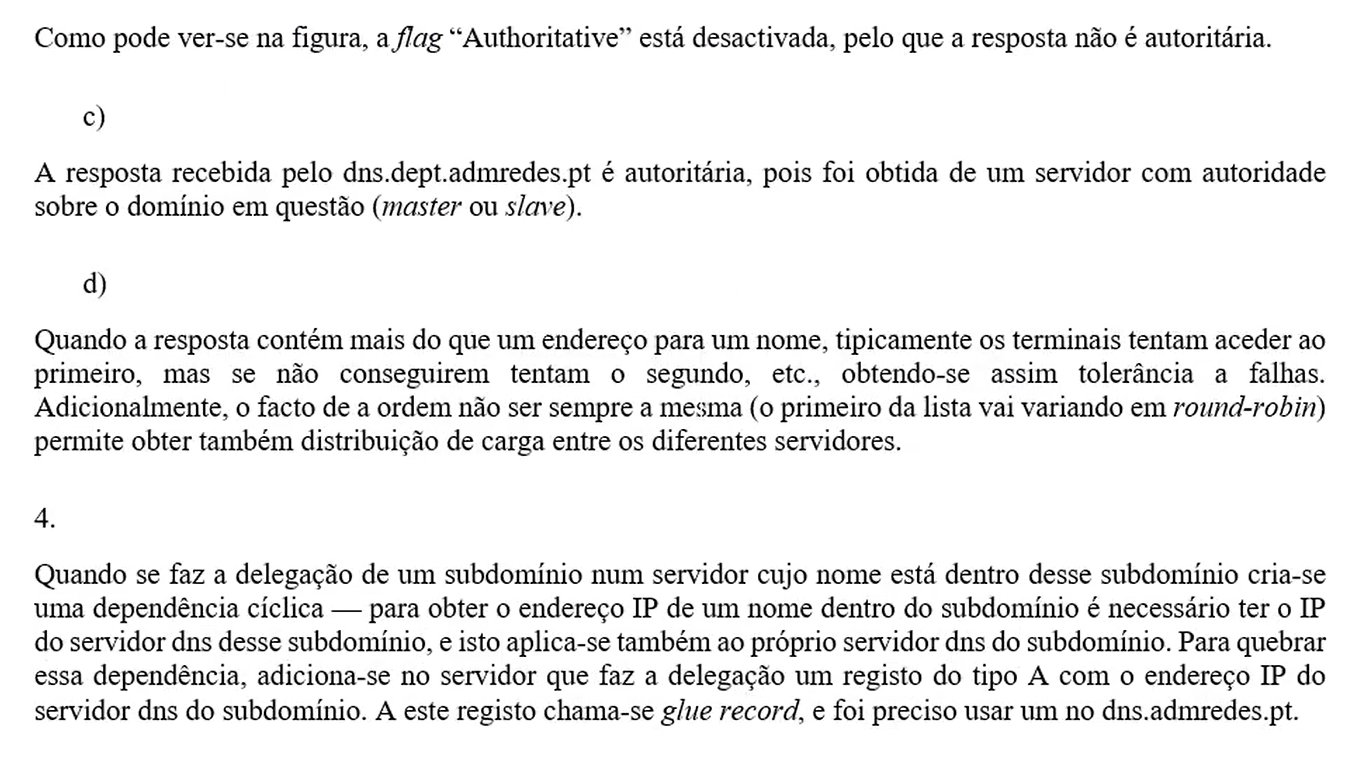 Como pode ver-se na figura, a flag “Authoritative” está desactivada, pelo que a resposta não é autoritária.
c)
A resposta recebida pelo dns.dept.admredes.pt é autoritária, pois foi obtida de um servidor com autoridade
sobre o domínio em questão (master ou slave).
d)
Quando a resposta contém mais do que um endereço para um nome, tipicamente os terminais tentam aceder ao
primeiro, mas se não conseguirem tentam o segundo, etc., obtendo-se assim tolerância a falhas.
Adicionalmente, o facto de a ordem não ser sempre a mesma (o primeiro da lista vai variando em round-robin)
permite obter também distribuição de carga entre os diferentes servidores.
4.
Quando se faz a delegação de um subdomínio num servidor cujo nome está dentro desse subdomínio cria-se
uma dependência cíclica — para obter o endereço IP de um nome dentro do subdomínio é necessário ter o IP
do servidor dns desse subdomínio, e isto aplica-se também ao próprio servidor dns do subdomínio. Para quebrar
essa dependência, adiciona-se no servidor que faz a delegação um registo do tipo A com o endereço IP do
servidor dns do subdomínio. A este registo chama-se glue record, e foi preciso usar um no dns.admredes.pt.